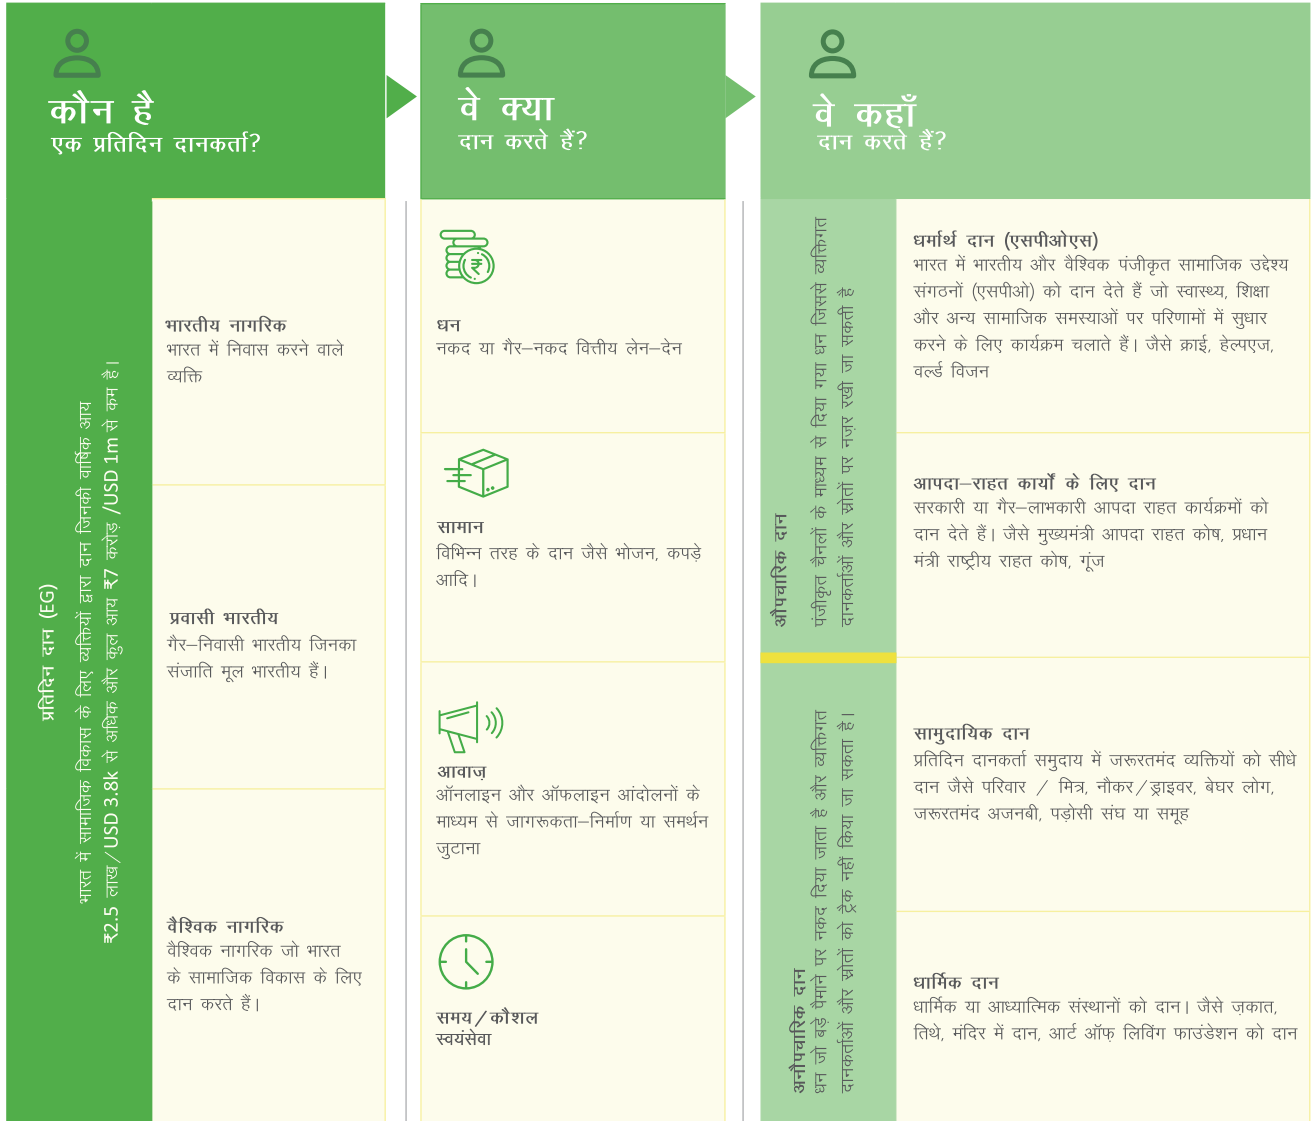 कौन है
एक प्रतिदिन दानकर्ता?
प्रतिदिन दान (EG)
भारत में सामाजिक विकास के लिए व्यक्तियों द्वारा दान जिनकी वार्षिक आय
₹2.5 लाख/USD 3.8k से अधिक और कुल आय ₹7 करोड़ /USD 1m से कम है।
भारतीय नागरिक
भारत में निवास करने वाले
व्यक्ति
प्रवासी भारतीय
गैर–निवासी भारतीय जिनका
संजाति मूल भारतीय हैं।
वैश्विक नागरिक
वैश्विक नागरिक जो भारत
के सामाजिक विकास के लिए
दान करते हैं।
वे क्या
दान करते हैं?
धन
नकद या गैर–नकद वित्तीय लेन–देन
सामान
विभिन्न तरह के दान जैसे भोजन, कपड़े
आदि।
आवाज़
ऑनलाइन और ऑफलाइन आंदोलनों के
माध्यम से जागरूकता–निर्माण या समर्थन
जुटाना
समय/कौशल
स्वयंसेवा
वे कहाँ
दान करते हैं?
औपचारिक दान
पंजीकृत चैनलों के माध्यम से दिया गया धन जिससे व्यक्तिगत
दानकर्ताओं और स्रोतों पर नज़र रखी जा सकती है
धर्मार्थ दान (एसपीओएस)
भारत में भारतीय और वैश्विक पंजीकृत सामाजिक उद्देश्य
संगठनों (एसपीओ) को दान देते हैं जो स्वास्थ्य, शिक्षा
और अन्य सामाजिक समस्याओं पर परिणामों में सुधार
करने के लिए कार्यक्रम चलाते हैं। जैसे क्राई, हेल्पएज,
वर्ल्ड विजन
आपदा–राहत कार्यों के लिए दान
सरकारी या गैर–लाभकारी आपदा राहत कार्यक्रमों को
दान देते हैं। जैसे मुख्यमंत्री आपदा राहत कोष, प्रधान
मंत्री राष्ट्रीय राहत कोष, गूंज
अनौपचारिक दान
धन जो बड़े पैमाने पर नकद दिया जाता है और व्यक्तिगत
दानकर्ताओं और स्रोतों को ट्रैक नहीं किया जा सकता है।
सामुदायिक दान
प्रतिदिन दानकर्ता समुदाय में जरूरतमंद व्यक्तियों को सीधे
दान जैसे परिवार / मित्र, नौकर/ड्राइवर, बेघर लोग,
जरूरतमंद अजनबी, पड़ोसी संघ या समूह
धार्मिक दान
धार्मिक या आध्यात्मिक संस्थानों को दान। जैसे ज़कात,
तिथे, मंदिर में दान, आर्ट ऑफ़ लिविंग फाउंडेशन को दान